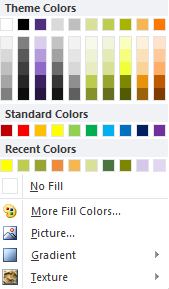 Theme Colors
Standard Colors
Recent Colors
No Fill
More Fill Colors...
Picture...
Gradient
Texture